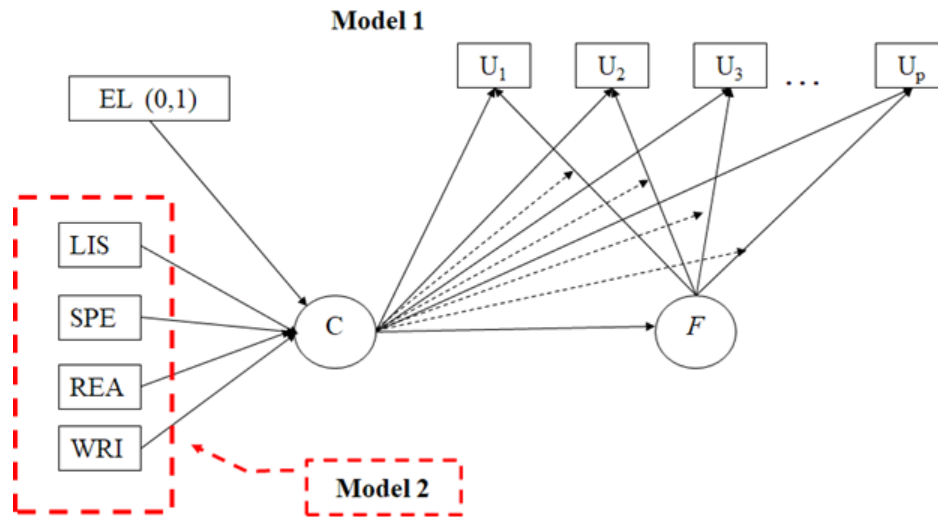 Model 1
U1
U2
U3
...
Up
EL (0,1)
LIS
SPE
REA
WRI
C
F
Model 2